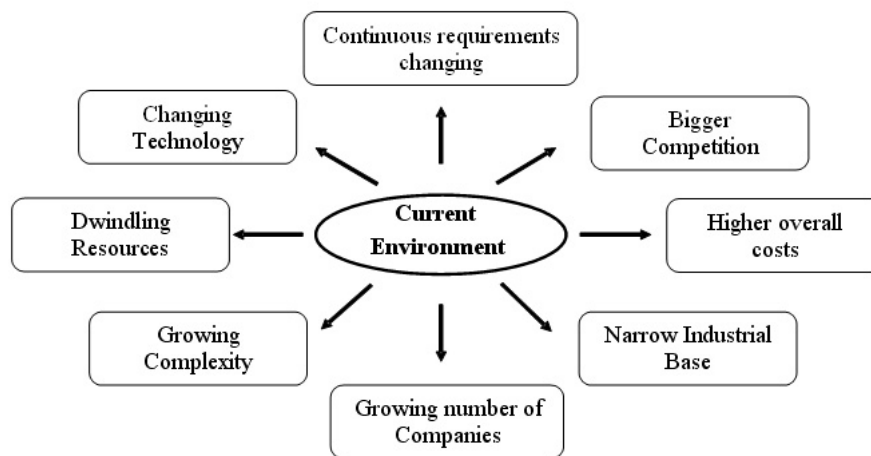 Continuous requirements
changing
Changing
Technology
Bigger
Competition
Dwindling
Resources
Current
Environment
Higher overall
costs
Growing
Complexity
Narrow Industrial
Base
Growing number of
Companies